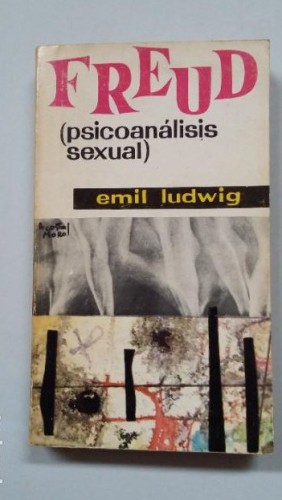 FREUD
(psicoanálisis
sexual)
emil ludwig